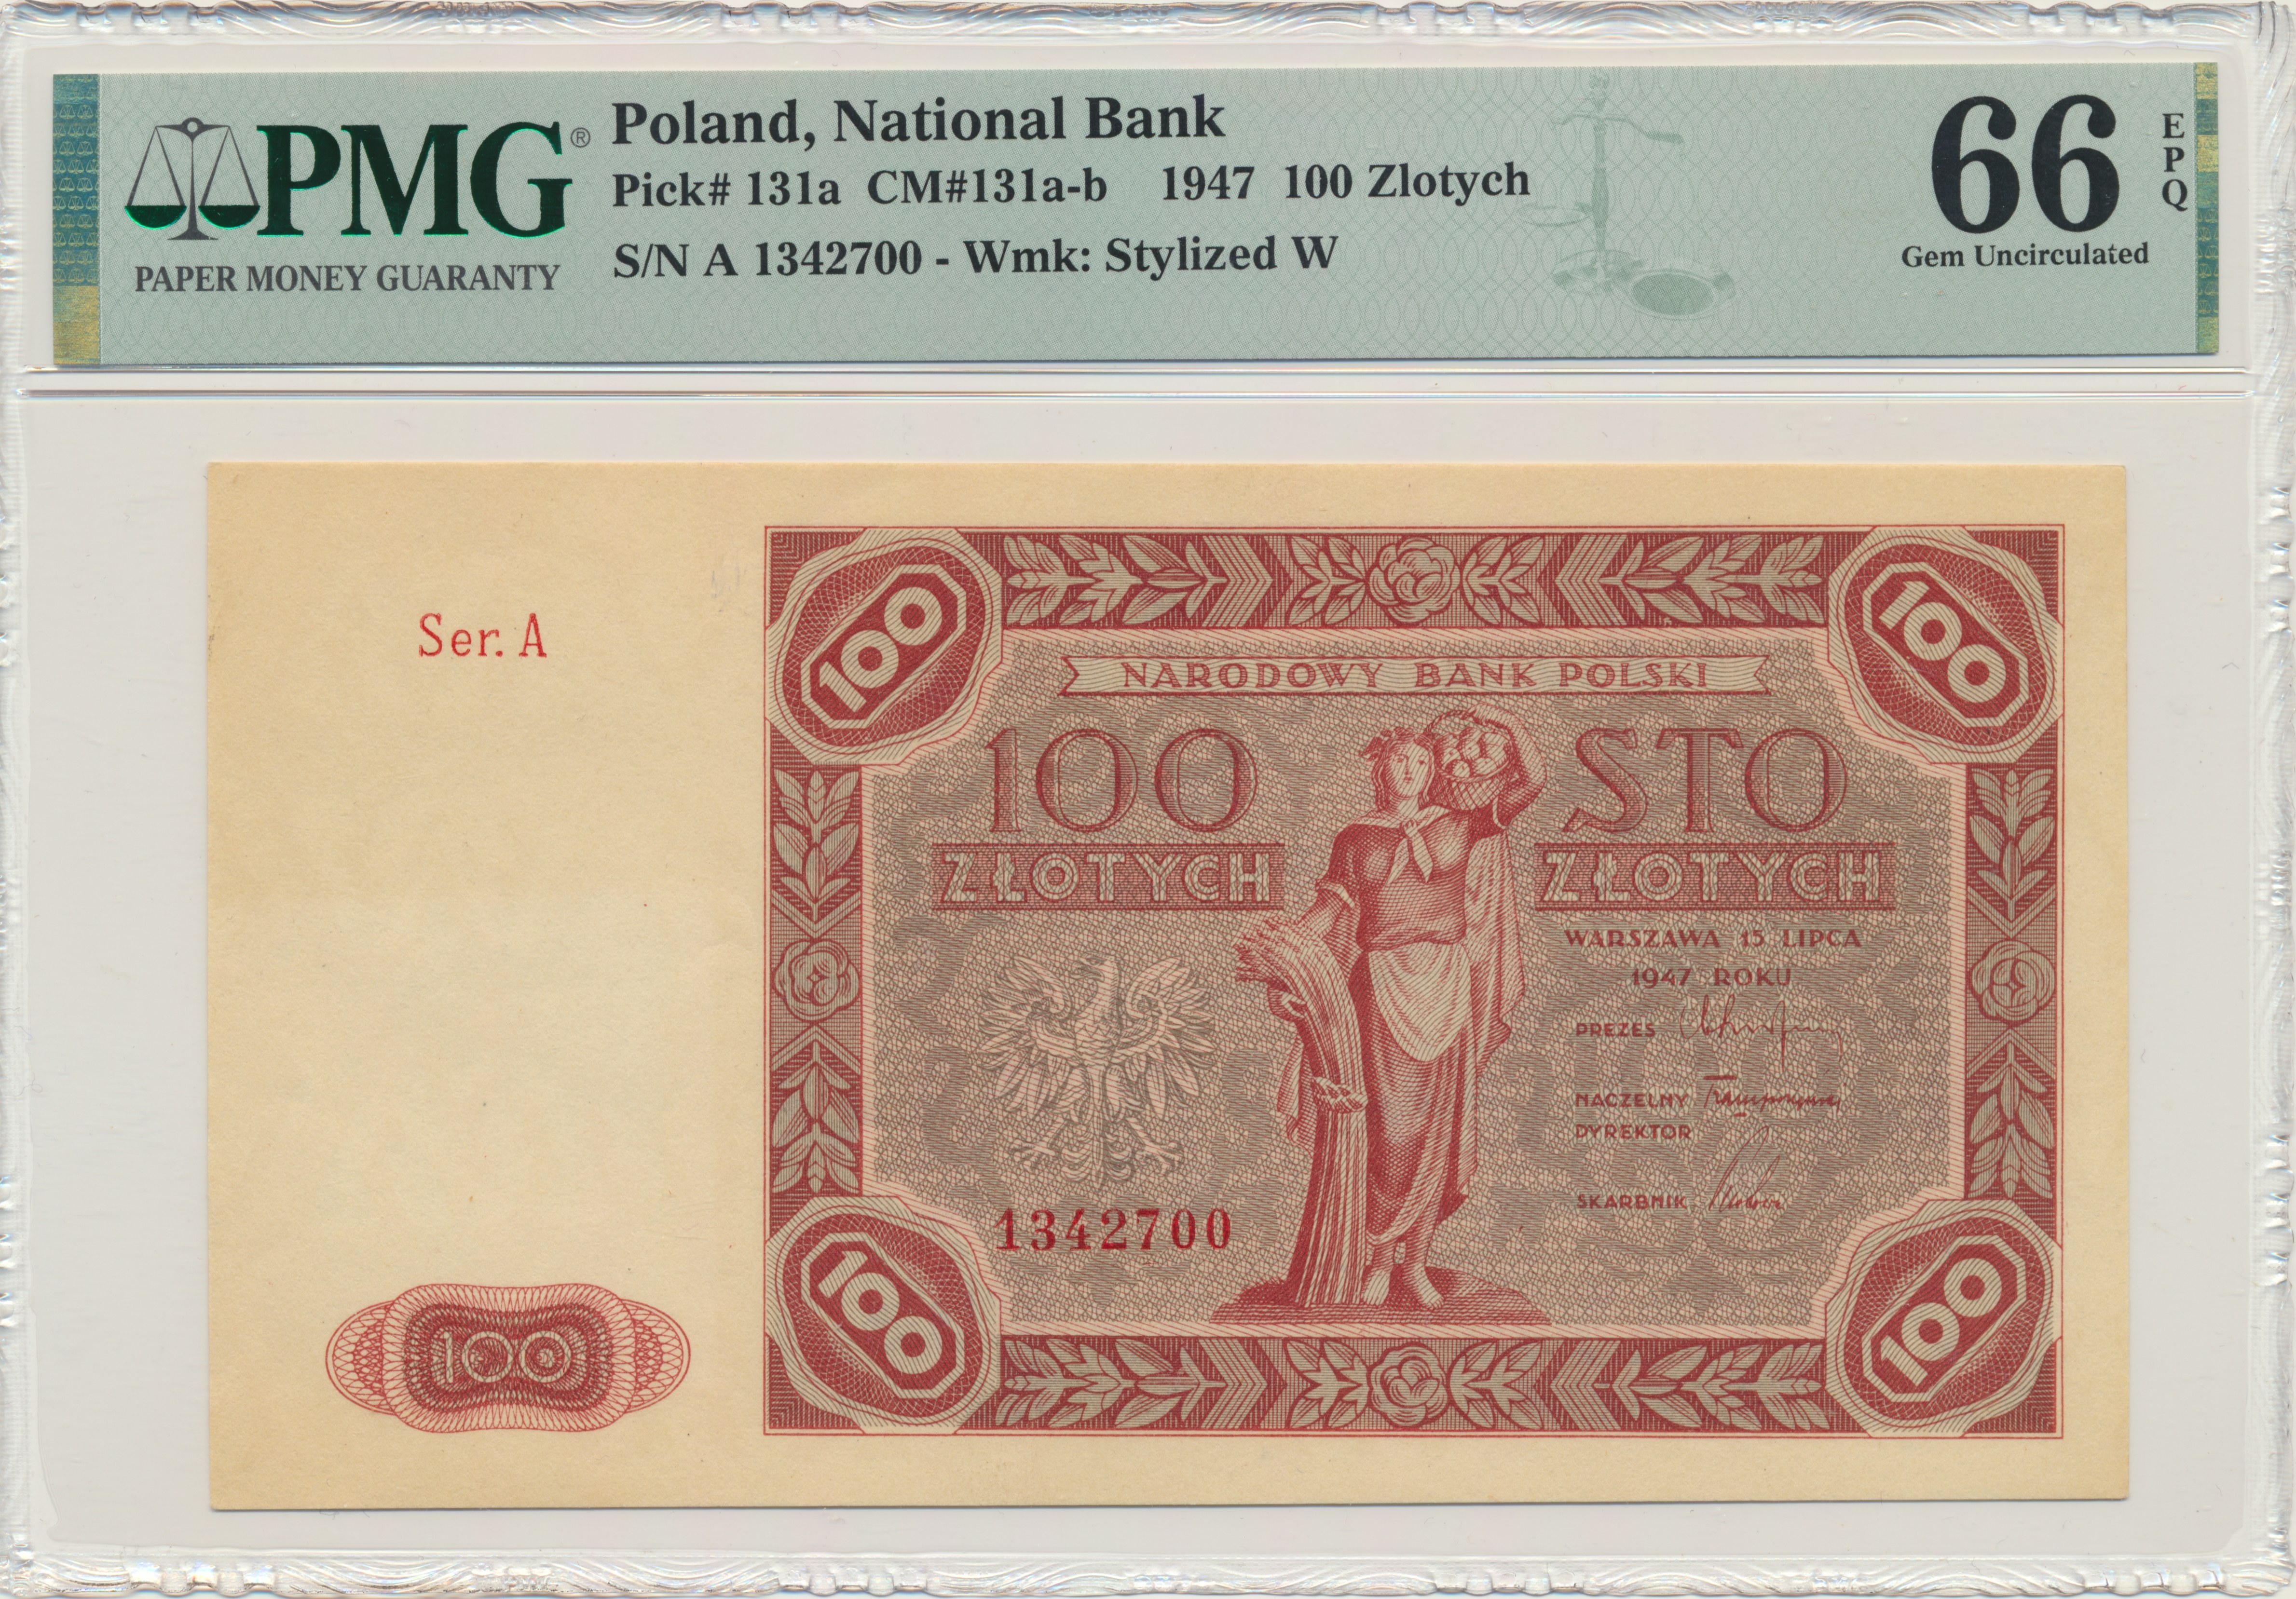 PMG®
PAPER MONEY GUARANTY
Poland, National Bank
Pick# 131a CM#131a-b 1947 100 Zlotych
S/N A 1342700 - Wmk: Stylized W
66
EPQ
Gem Uncirculated
Ser. A
100
100
NARODOWY BANK POLSKI
100 STO
ZŁOTYCH ZŁOTYCH
WARSZAWA 15 LIPCA
1947 ROKU
PREZES
NACZELNY
DYREKTOR
SKARBNIK
1342700
100
100
100